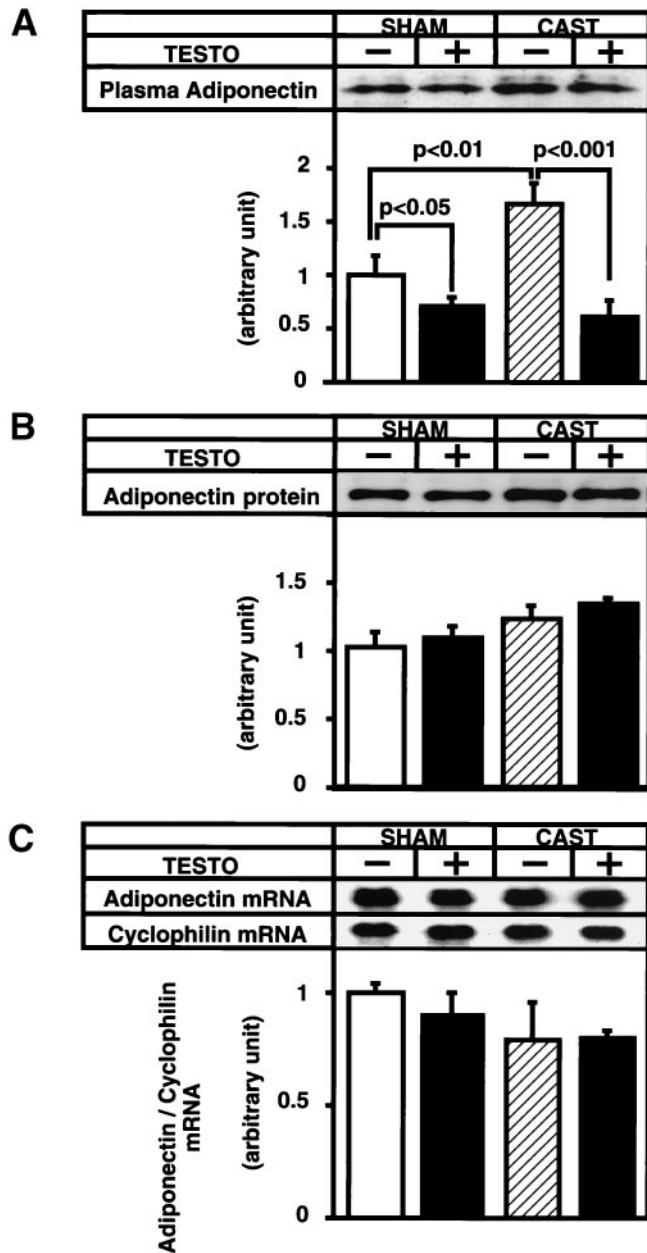 A
SHAM CAST
TESTO − + − +
Plasma Adiponectin
p<0.01 p<0.001
p<0.05
(arbitrary unit)
2
1.5
1
0.5
0
B
SHAM CAST
TESTO − + − +
Adiponectin protein
(arbitrary unit)
1.5
1
0.5
0
C
SHAM CAST
TESTO − + − +
Adiponectin mRNA
Cyclophilin mRNA
Adiponectin / Cyclophilin
mRNA
(arbitrary unit)
1
0.5
0